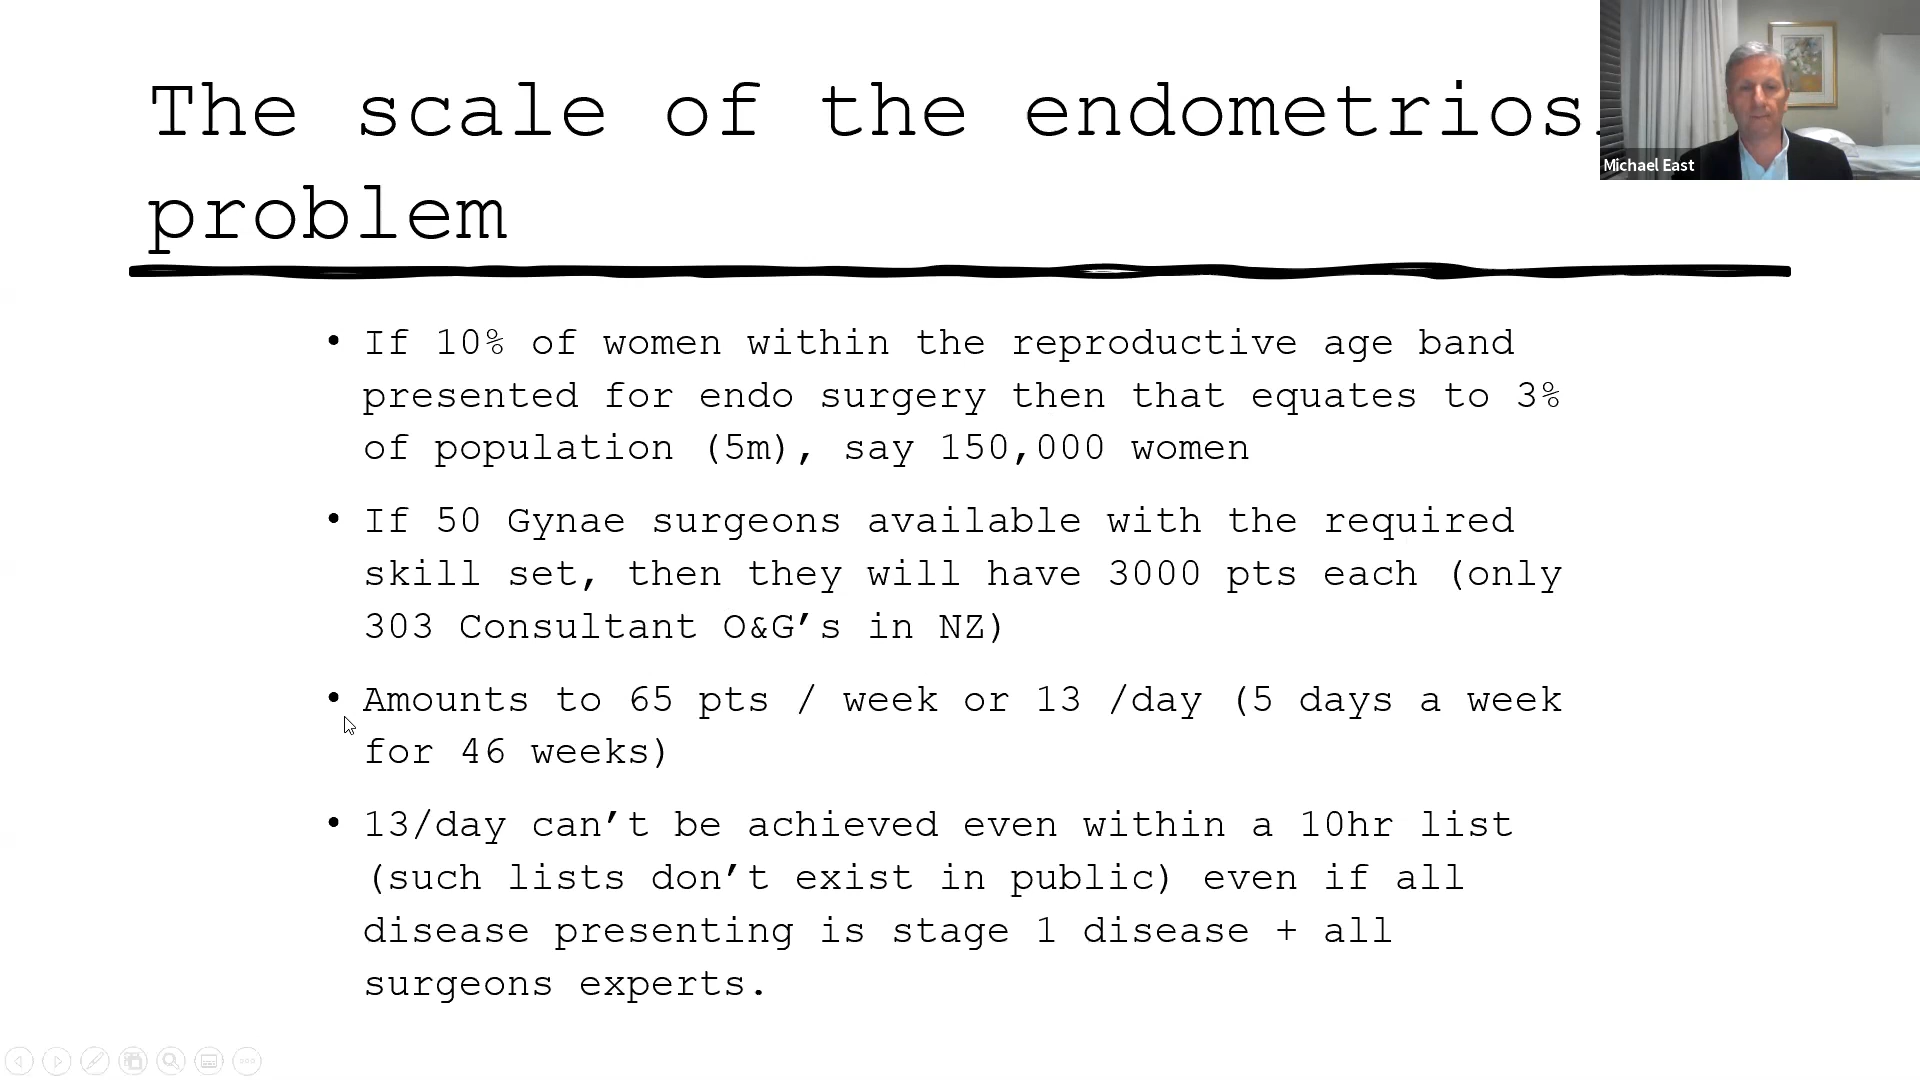 The scale of the endometrios
problem
Michael East
• If 10% of women within the reproductive age band
presented for endo surgery then that equates to 3%
of population (5m), say 150,000 women
• If 50 Gynae surgeons available with the required
skill set, then they will have 3000 pts each (only
303 Consultant O&G’s in NZ)
• Amounts to 65 pts / week or 13 /day (5 days a week
for 46 weeks)
• 13/day can’t be achieved even within a 10hr list
(such lists don’t exist in public) even if all
disease presenting is stage 1 disease + all
surgeons experts.